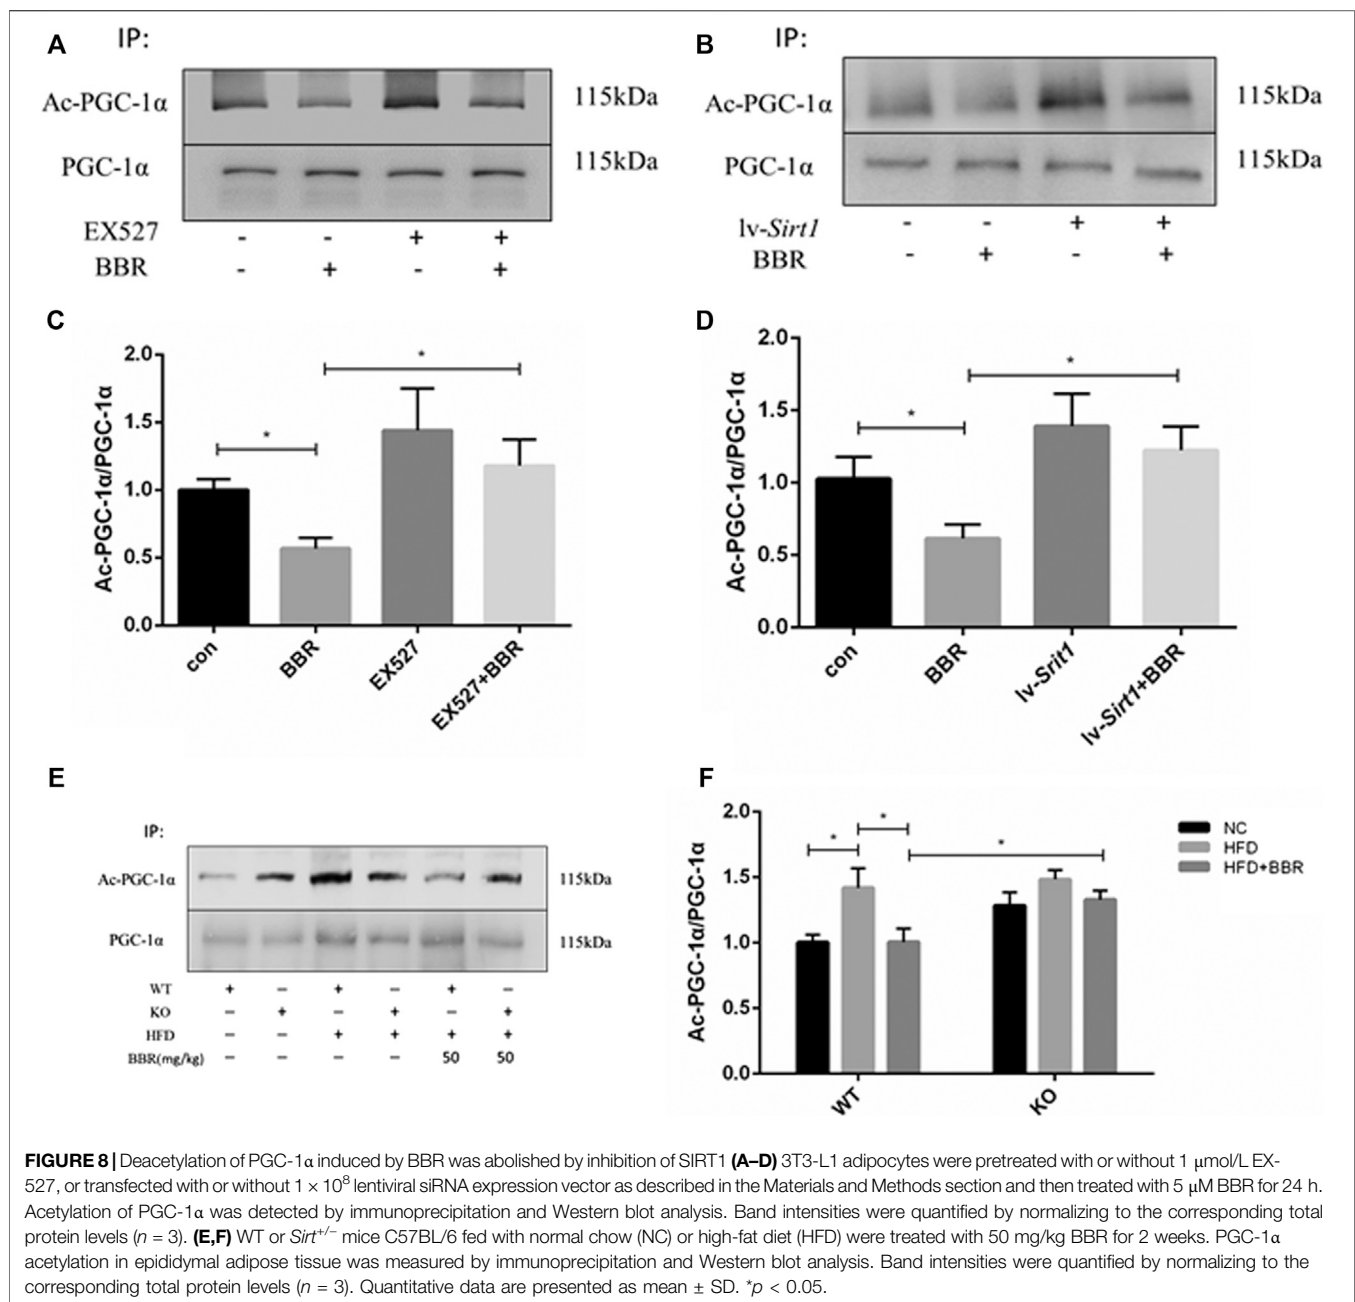 A
IP:
Ac-PGC-1α
115kDa
PGC-1α
115kDa
EX527 - - + +
BBR - + - +
B
IP:
Ac-PGC-1α
115kDa
PGC-1α
115kDa
lv-Sirt1 - - + +
BBR - + - +
C
Ac-PGC-1α/PGC-1α
2.0
1.5
1.0
0.5
0.0
*
*
con
BBR
EX527
EX527+BBR
D
Ac-PGC-1α/PGC-1α
2.0
1.5
1.0
0.5
0.0
*
*
con
BBR
lv-Srit1
lv-Sirt1+BBR
E
IP:
Ac-PGC-1α
115kDa
PGC-1α
115kDa
WT + - + - + -
KO - + - + - +
HFD - - + + + +
BBR(mg/kg) - - - - 50 50
F
Ac-PGC-1α/PGC-1α
2.0
1.5
1.0
0.5
0.0
*
*
*
WT
KO
NC
HFD
HFD+BBR
FIGURE 8 | Deacetylation of PGC-1α induced by BBR was abolished by inhibition of SIRT1 (A–D) 3T3-L1 adipocytes were pretreated with or without 1 μmol/L EX-
527, or transfected with or without 1 × 10⁸ lentiviral siRNA expression vector as described in the Materials and Methods section and then treated with 5 μM BBR for 24 h.
Acetylation of PGC-1α was detected by immunoprecipitation and Western blot analysis. Band intensities were quantified by normalizing to the corresponding total
protein levels (n = 3). (E,F) WT or Sirt⁺/⁻ mice C57BL/6 fed with normal chow (NC) or high-fat diet (HFD) were treated with 50 mg/kg BBR for 2 weeks. PGC-1α
acetylation in epididymal adipose tissue was measured by immunoprecipitation and Western blot analysis. Band intensities were quantified by normalizing to the
corresponding total protein levels (n = 3). Quantitative data are presented as mean ± SD. *p < 0.05.